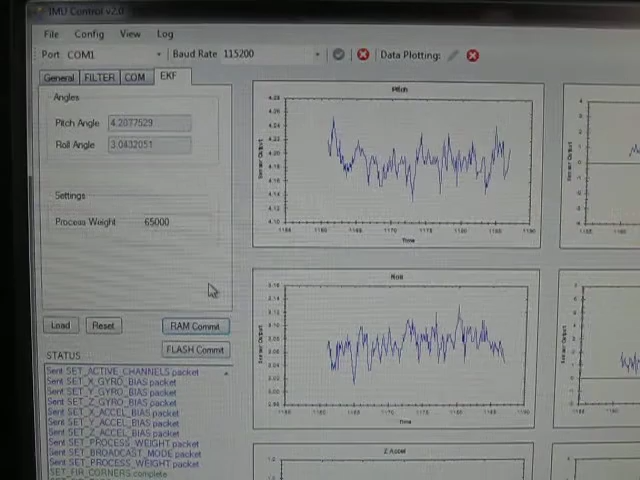 IMU Control v2.0
File Config View Log
Port COM1 Baud Rate 115200 Data Plotting:
General FILTER COM EKF
Angles
Pitch Angle 4.2077529
Roll Angle 3.0432051
Settings
Process Weight 65000
Load Reset RAM Commit
FLASH Commit
STATUS
Sent SET_ACTIVE_CHANNELS packet
Sent SET_X_GYRO_BIAS packet
Sent SET_Y_GYRO_BIAS packet
Sent SET_Z_GYRO_BIAS packet
Sent SET_X_ACCEL_BIAS packet
Sent SET_Y_ACCEL_BIAS packet
Sent SET_Z_ACCEL_BIAS packet
Sent SET_PROCESS_WEIGHT packet
Sent SET_BROADCAST_MODE packet
Sent SET_PROCESS_WEIGHT packet
SET_FIR_CORNERS complete
Pitch
Sensor Output
Time
Roll
Sensor Output
Time
Z Accel